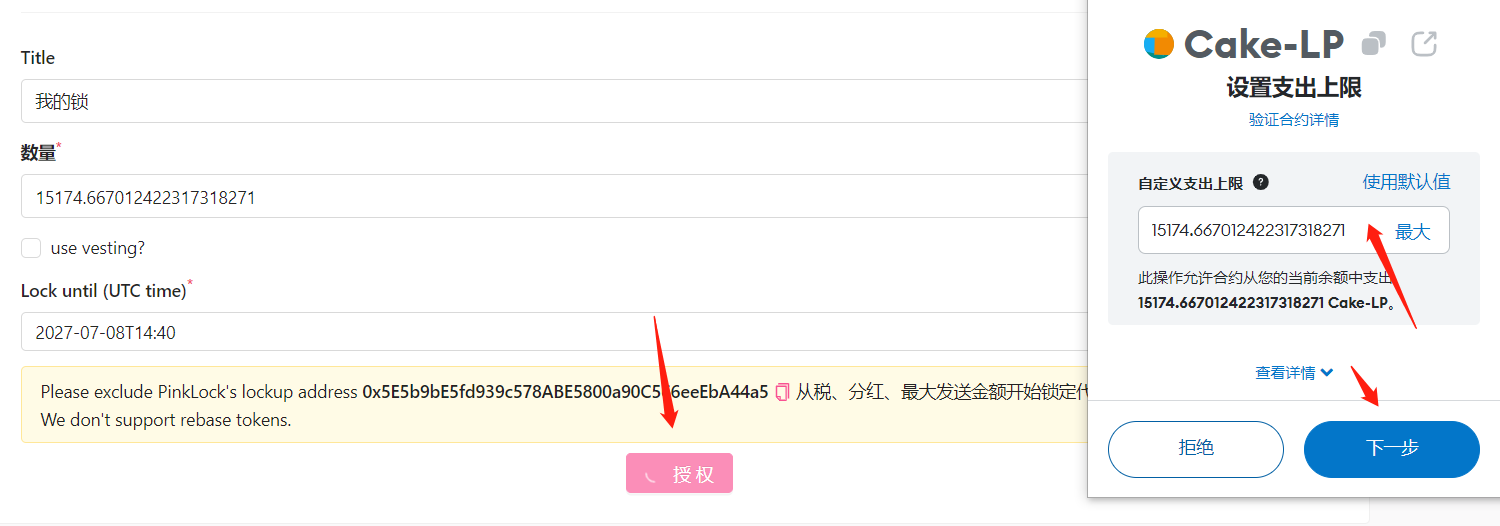 Title
我的锁
数量*
15174.667012422317318271
use vesting?
Lock until (UTC time)*
2027-07-08T14:40
Please exclude PinkLock's lockup address 0x5E5b9bE5fd939c578ABE5800a90C5 6eeEbA44a5 从税、分红、最大发送金额开始锁定代
We don't support rebase tokens.
授权
Cake-LP
设置支出上限
验证合约详情
自定义支出上限 ? 使用默认值
15174.667012422317318271 最大
此操作允许合约从您的当前余额中支出
15174.667012422317318271 Cake-LP。
查看详情
拒绝 下一步